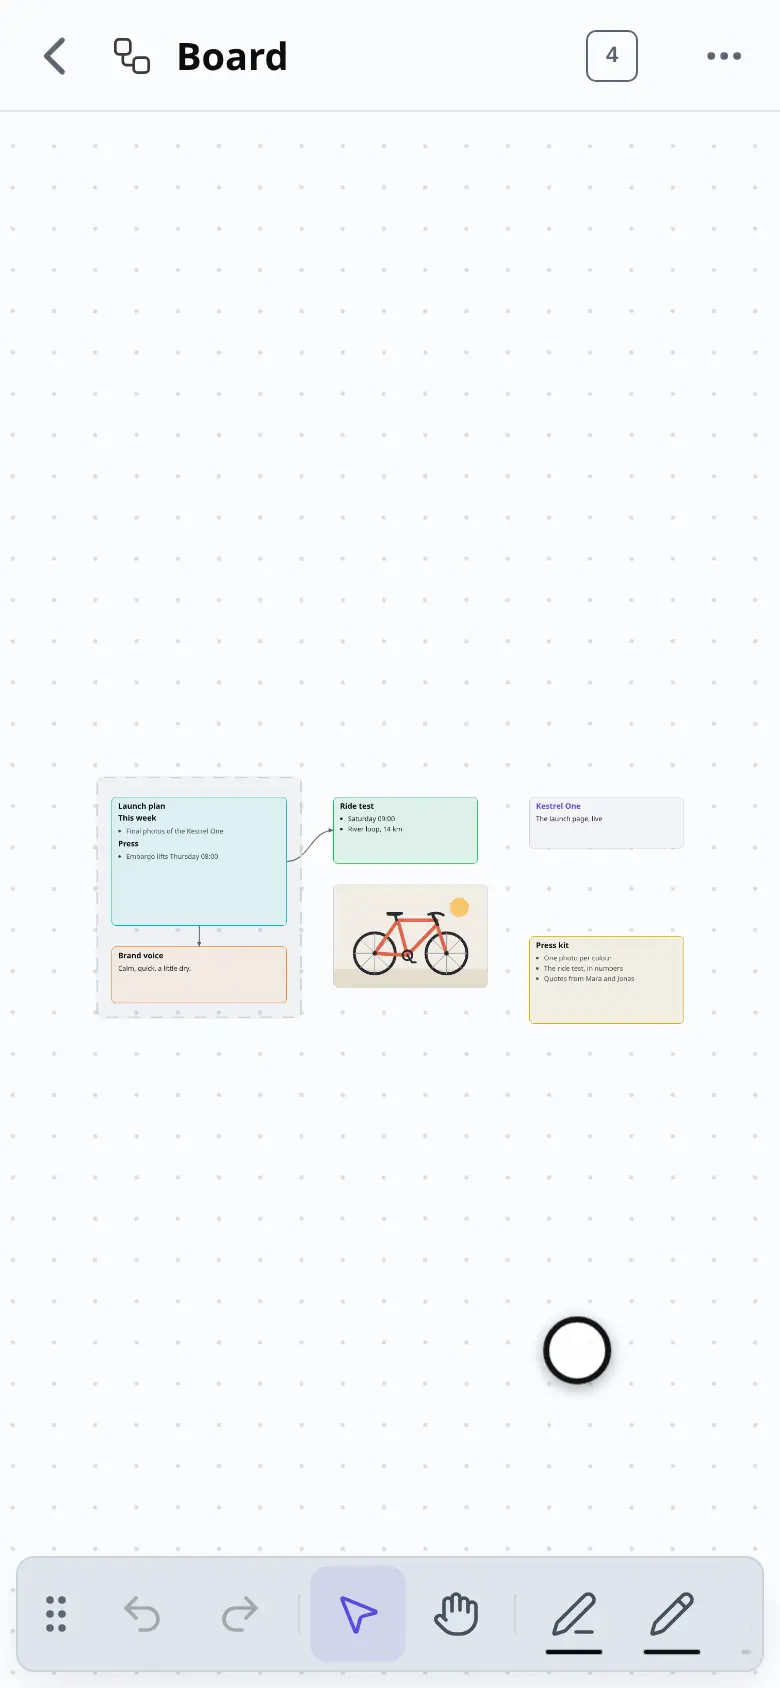 Board
4
Launch plan
This week
Final photos of the Kestrel One
Press
Embargo lifts Thursday 08:00
Brand voice
Calm, quick, a little dry.
Ride test
Saturday 09:00
River loop, 14 km
Kestrel One
The launch page, live
Press kit
One photo per colour
The ride test, in numbers
Quotes from Mara and Jonas